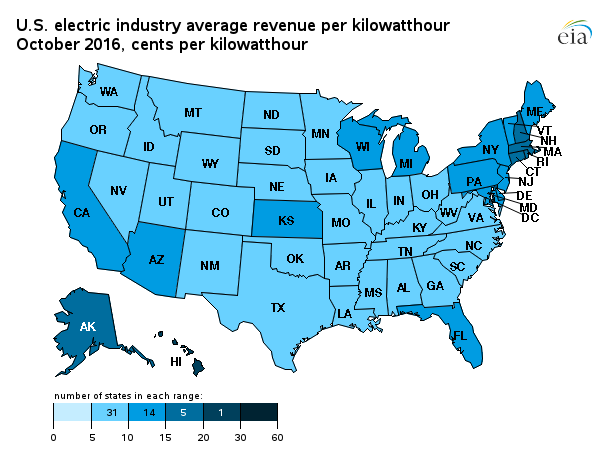 U.S. electric industry average revenue per kilowatthour
October 2016, cents per kilowatthour
eia
WA
MT
ND
MN
ME
OR
ID
SD
WI
MI
NY
VT
NH
MA
RI
CT
WY
IA
PA
NJ
NV
NE
IL
IN
OH
DE
MD
DC
UT
CO
KS
MO
WV
VA
KY
CA
AZ
NM
OK
AR
TN
NC
SC
TX
LA
MS
AL
GA
FL
AK
HI
number of states in each range:
31 14 5 1
0 5 10 15 20 30 60